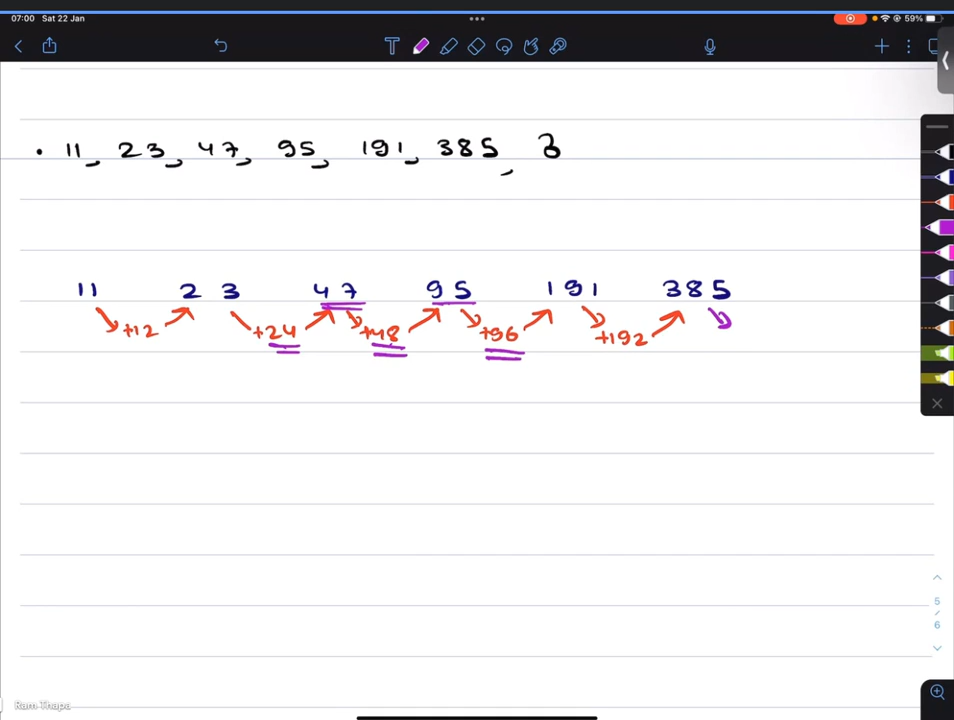 07:00 Sat 22 Jan 59%
T
• 11, 23, 47, 95, 191, 385, ?
11 23 47 95 191 385
+12 +24 +48 +96 +192
5
/
6
Ram Thapa